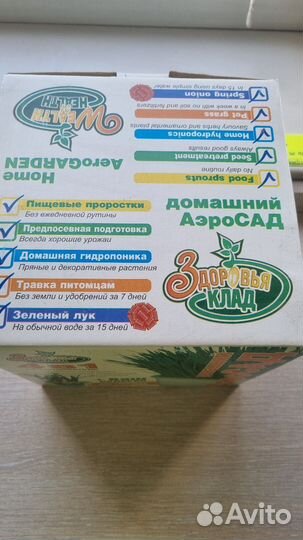 Spring onion
In 15 days using simple water
Pet grass
In a week with no soil and fertilizers
Home hydroponics
Savoury herbs and ornamental plants
Seed pretreatment
Always good results
Food sprouts
No daily routine
WEALTH
HEALTH
Home
AeroGARDEN
домашний
АэроСАД
Пищевые проростки
Без ежедневной рутины
Предпосевная подготовка
Всегда хорошие урожаи
Домашняя гидропоника
Пряные и декоративные растения
Травка питомцам
Без земли и удобрений за 7 дней
Зеленый лук
На обычной воде за 15 дней
ЗДОРОВЬЯ
КЛАД
Avito